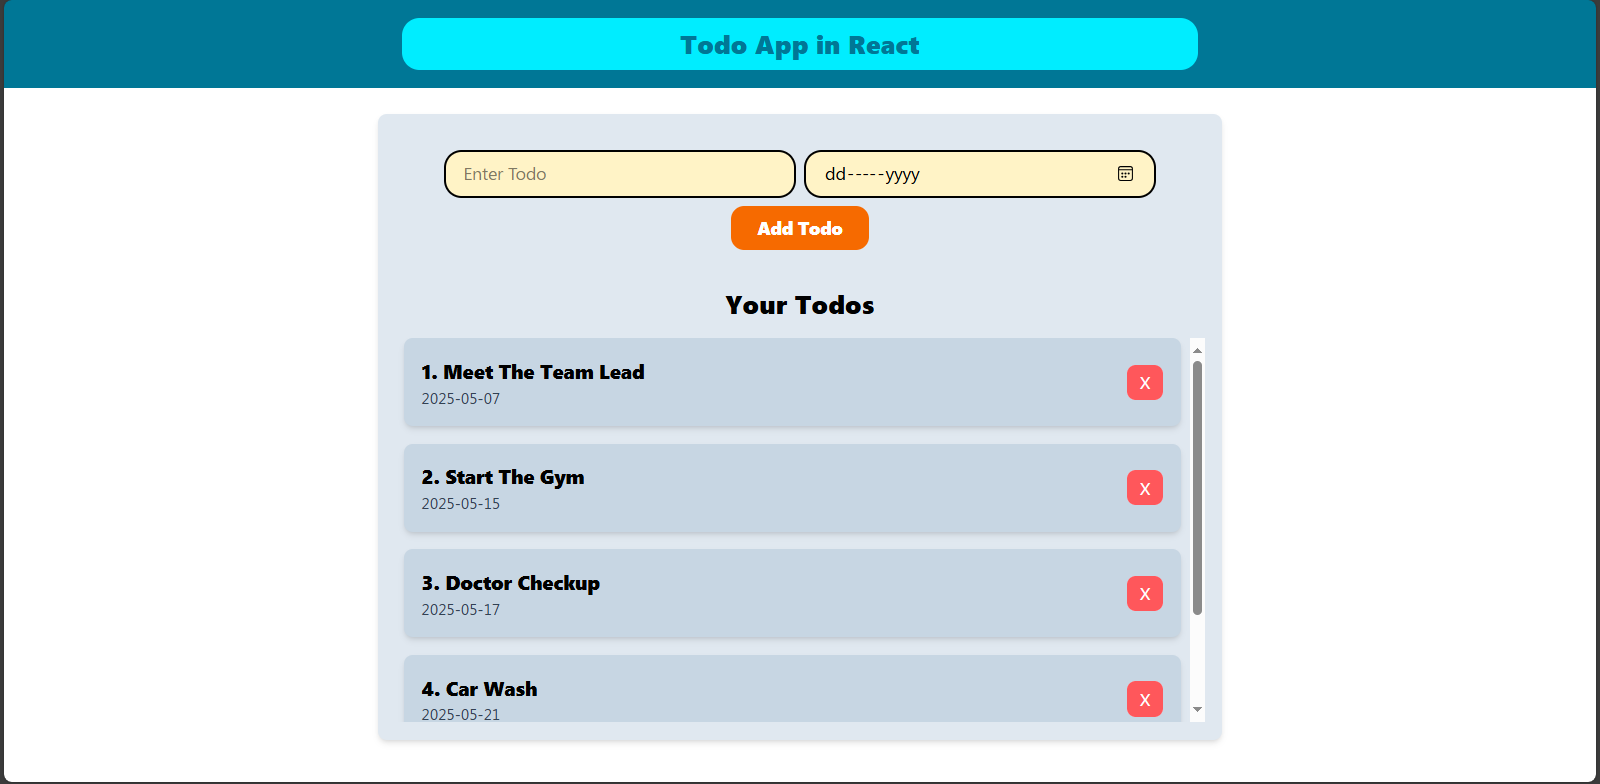 Todo App in React
Enter Todo
dd-----yyyy
Add Todo
Your Todos
1. Meet The Team Lead
X
2025-05-07
2. Start The Gym
X
2025-05-15
3. Doctor Checkup
X
2025-05-17
4. Car Wash
X
2025-05-21